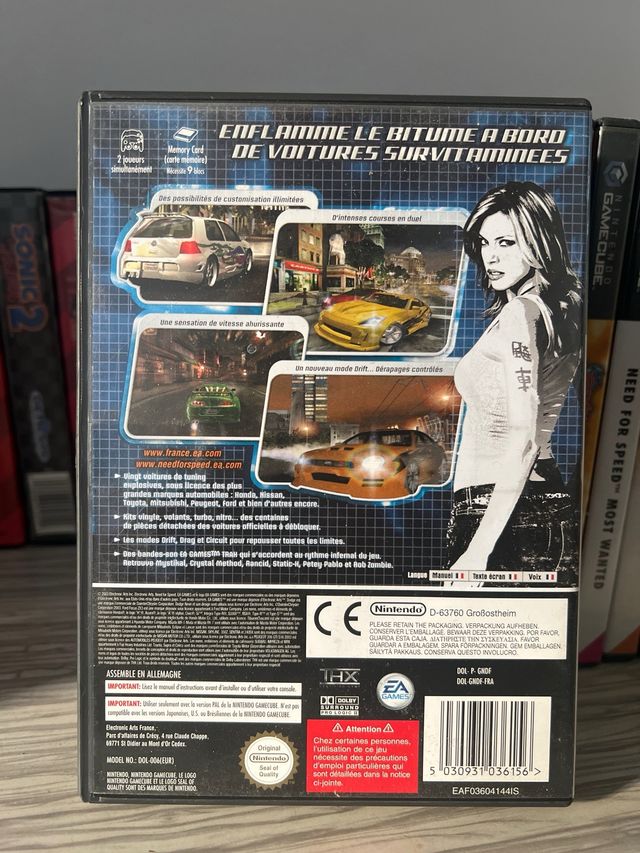 ENFLAMME LE BITUME A BORD
DE VOITURES SURVITAMINEES
2 joueurs
simultanément
Memory Card
(carte mémoire)
Nécessite 9 blocs
Des possibilités de customisation illimitées
D'intenses courses en duel
Une sensation de vitesse ahurissante
Un nouveau mode Drift... Dérapages contrôlés
飈
車
www.france.ea.com
www.needforspeed.ea.com
Vingt voitures de tuning
explosives, sous licence des plus
grandes marques automobiles : Honda, Nissan,
Toyota, Mitsubishi, Peugeot, Ford et bien d'autres encore.
Kits vinyle, volants, turbo, nitro... des centaines
de pièces détachées des voitures officielles à débloquer.
Les modes Drift, Drag et Circuit pour repousser toutes les limites.
Des bandes-son EA GAMES™ TRAX qui s'accordent au rythme infernal du jeu.
Retrouve Mystikal, Crystal Method, Rancid, Static-X, Petey Pablo et Rob Zombie.
Langue Manuel Texte écran Voix
CE
Nintendo D-63760 Großostheim
PLEASE RETAIN THE PACKAGING. VERPACKUNG AUFHEBEN.
CONSERVER L'EMBALLAGE. BEWAAR DEZE VERPAKKING. POR FAVOR,
GUARDAR ESTA CAJA. ΔΙΑΤΗΡΙΣΤΕ ΤΗΝ ΣΥΣΚΕΥΑΣΙΑ. FAVOR
GUARDAR A EMBALAGEM. SPARA FÖRPACKNINGEN. GEM EMBALLAGEN.
SÄILYTÄ PAKKAUS. CONSERVA QUESTO INVOLUCRO.
ASSEMBLE EN ALLEMAGNE
IMPORTANT: Lisez le manuel d'instructions avant d'installer ou d'utiliser votre console.
IMPORTANT: Utiliser seulement avec la version PAL de la NINTENDO GAMECUBE. N'est pas
compatible avec les versions Japonaises, U.S. ou Brésiliennes de la NINTENDO GAMECUBE.
Electronic Arts France.
Parc d'affaires de Crécy, 4 rue Claude Chappe,
69771 St Didier au Mont d'Or Cedex.
MODEL NO: DOL-006(EUR)
NINTENDO, NINTENDO GAMECUBE, LE LOGO
NINTENDO GAMECUBE ET LE LOGO SEAL OF
QUALITY SONT DES MARQUES DE NINTENDO.
Original
Nintendo
Seal of
Quality
THX
DOLBY
SURROUND
PRO LOGIC II
EA
GAMES
DOL- P- GNDF
DOL-GNDF-FRA
Attention
Chez certaines personnes,
l'utilisation de ce jeu
nécessite des précautions
d'emploi particulières qui
sont détaillées dans la notice
ci-jointe.
5 030931 036156 >
EAF03604144IS
SONIC
2
NINTENDO
GAMECUBE
NEED FOR SPEED MOST WANTED